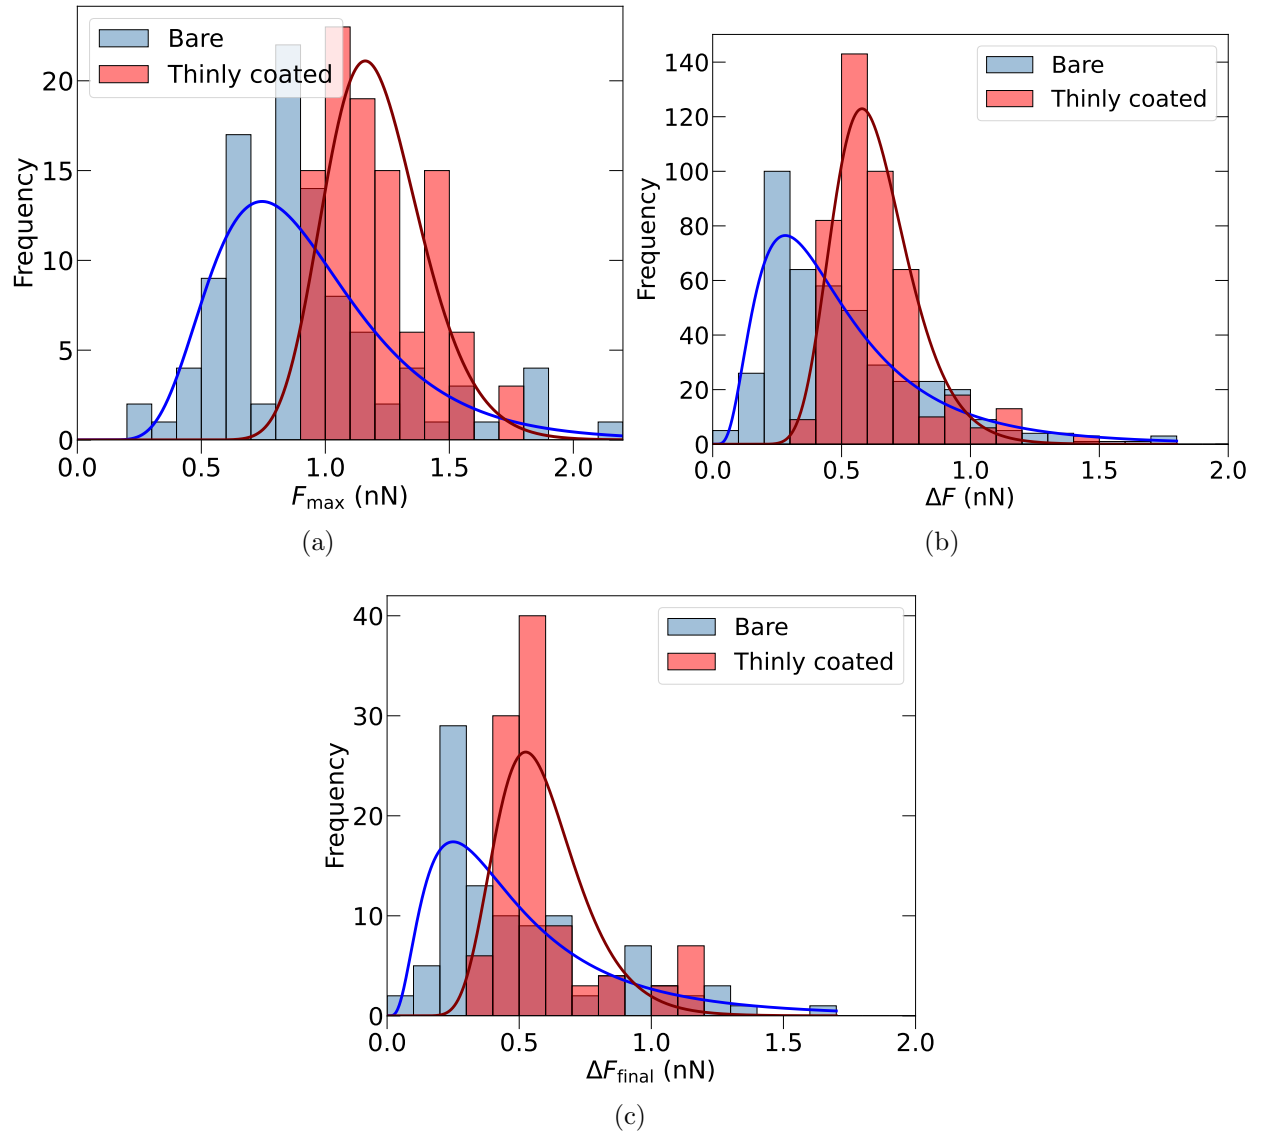 Bare
Thinly coated
Frequency
0
5
10
15
20
0.0 0.5 1.0 1.5 2.0
F_max (nN)
(a)
Bare
Thinly coated
Frequency
0
20
40
60
80
100
120
140
0.0 0.5 1.0 1.5 2.0
ΔF (nN)
(b)
Bare
Thinly coated
Frequency
0
10
20
30
40
0.0 0.5 1.0 1.5 2.0
ΔF_final (nN)
(c)